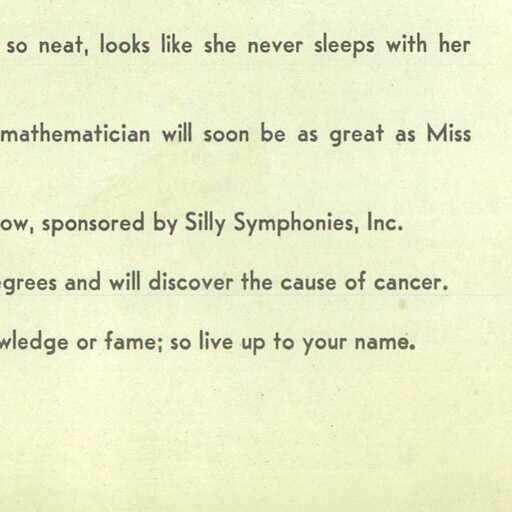 so neat, looks like she never sleeps with her
mathematician will soon be as great as Miss
ow, sponsored by Silly Symphonies, Inc.
egrees and will discover the cause of cancer.
wledge or fame; so live up to your name.